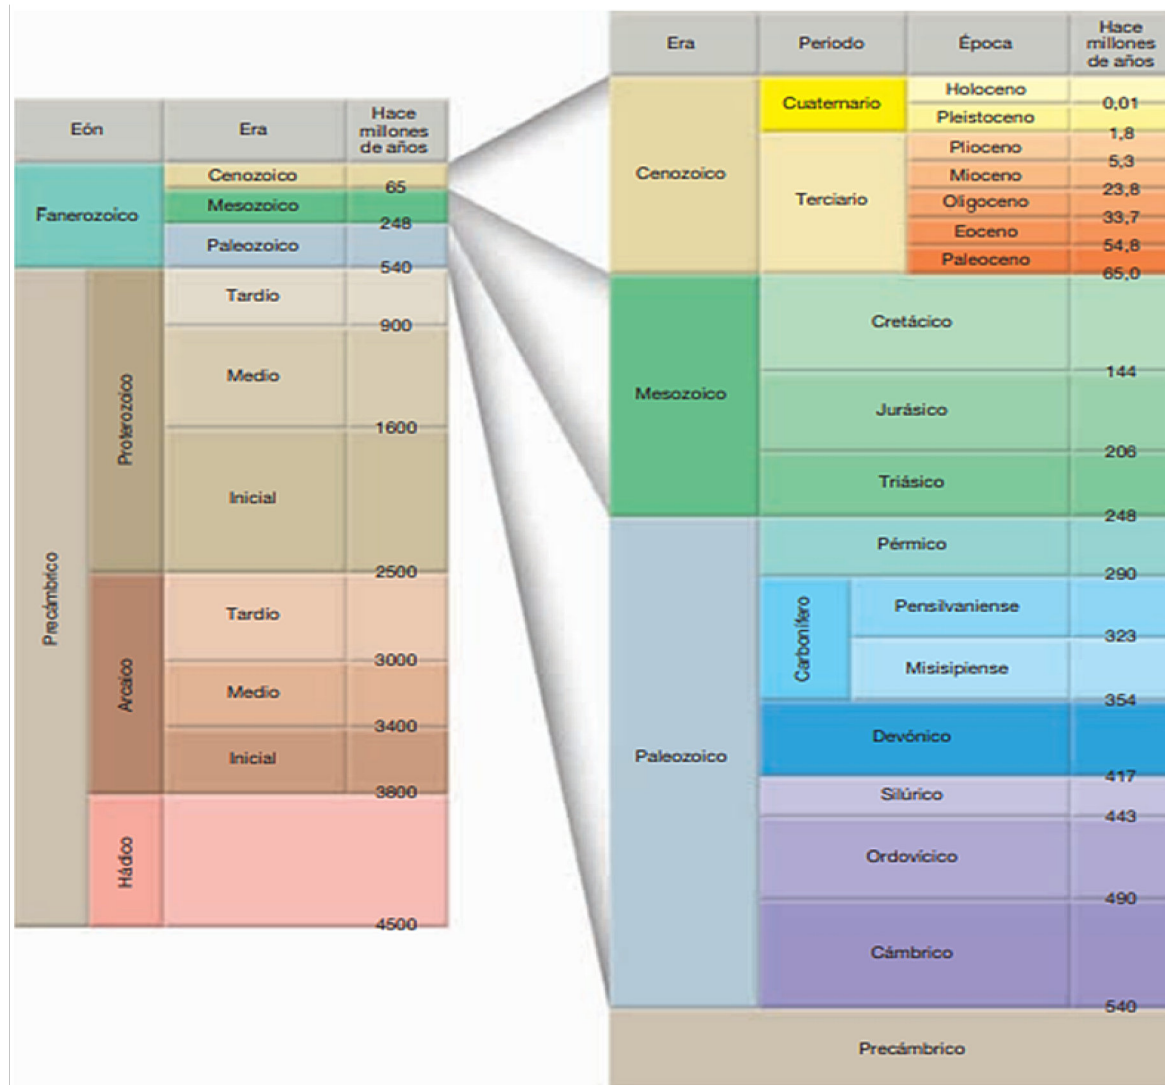 Eón
Era
Hace
millones
de años
Fanerozoico
Cenozoico
65
Mesozoico
248
Paleozoico
540
Precámbrico
Proterozoico
Tardío
900
Medio
1600
Inicial
2500
Arcaico
Tardío
3000
Medio
3400
Inicial
3800
Hádico
4500
Era
Periodo
Época
Hace
millones
de años
Cenozoico
Cuaternario
Holoceno
0,01
Pleistoceno
1,8
Terciario
Plioceno
5,3
Mioceno
23,8
Oligoceno
33,7
Eoceno
54,8
Paleoceno
65,0
Mesozoico
Cretácico
144
Jurásico
206
Triásico
248
Paleozoico
Pérmico
290
Carbonífero
Pensilvaniense
323
Misisipiense
354
Devónico
417
Silúrico
443
Ordovícico
490
Cámbrico
540
Precámbrico